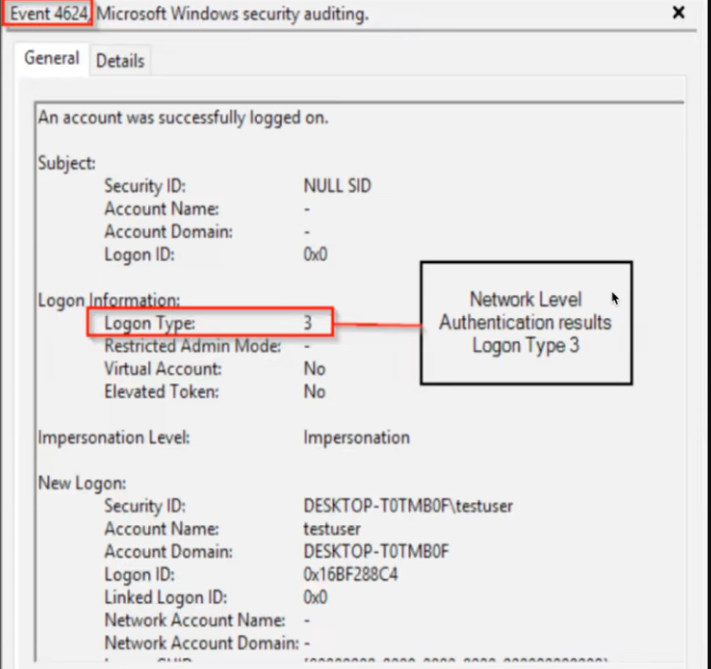 Event 4624, Microsoft Windows security auditing.
General Details
An account was successfully logged on.
Subject:
Security ID: NULL SID
Account Name: -
Account Domain: -
Logon ID: 0x0
Logon Information:
Logon Type: 3
Restricted Admin Mode: -
Virtual Account: No
Elevated Token: No
Network Level
Authentication results
Logon Type 3
Impersonation Level: Impersonation
New Logon:
Security ID: DESKTOP-T0TMB0F\testuser
Account Name: testuser
Account Domain: DESKTOP-T0TMB0F
Logon ID: 0x16BF288C4
Linked Logon ID: 0x0
Network Account Name: -
Network Account Domain: -